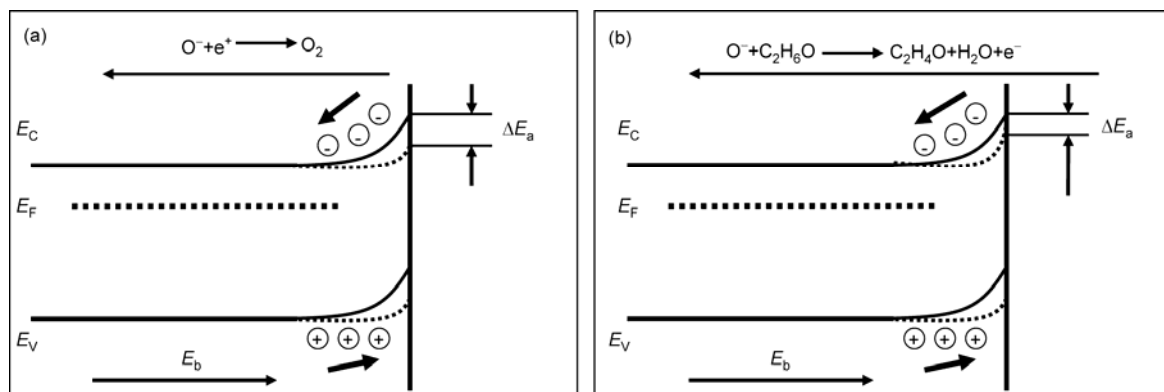 (a)
O⁻+e⁺ → O₂
E_C
ΔE_a
E_F
E_V
E_b
(b)
O⁻+C₂H₆O → C₂H₄O+H₂O+e⁻
E_C
ΔE_a
E_F
E_V
E_b